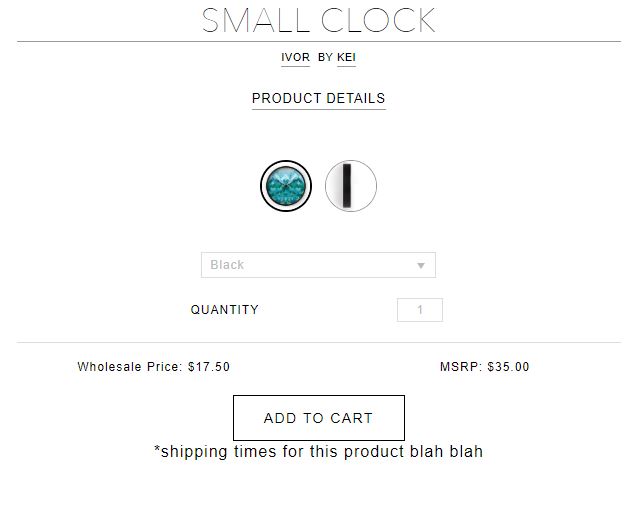 SMALL CLOCK
IVOR BY KEI
PRODUCT DETAILS
Black
QUANTITY 1
Wholesale Price: $17.50 MSRP: $35.00
ADD TO CART
*shipping times for this product blah blah